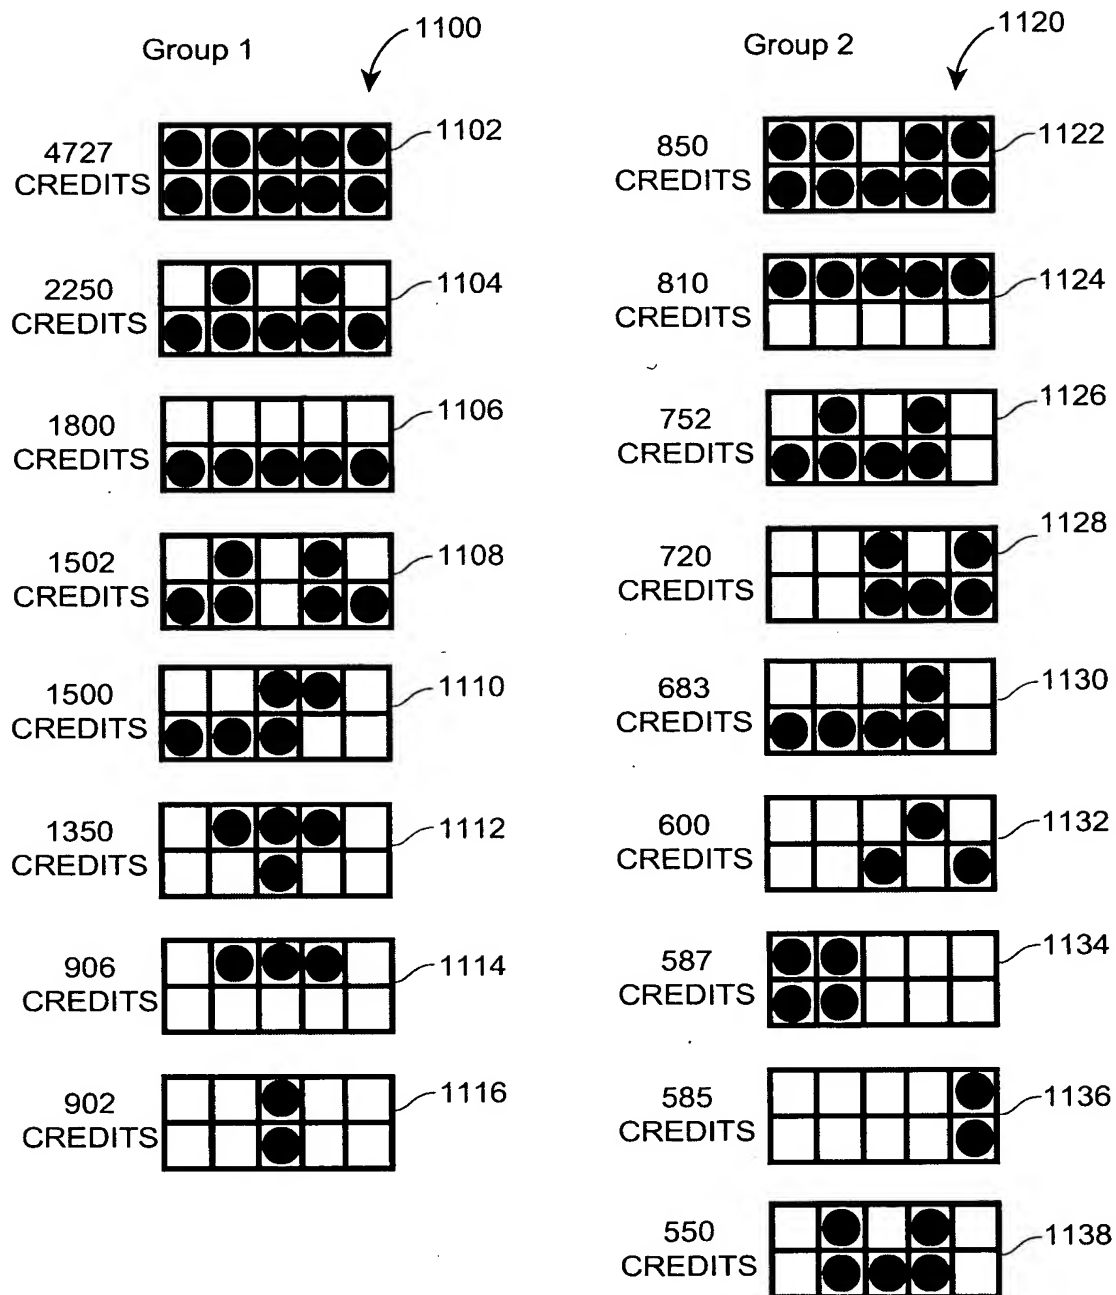 Group 1
1100
4727
CREDITS
1102
2250
CREDITS
1104
1800
CREDITS
1106
1502
CREDITS
1108
1500
CREDITS
1110
1350
CREDITS
1112
906
CREDITS
1114
902
CREDITS
1116
Group 2
1120
850
CREDITS
1122
810
CREDITS
1124
752
CREDITS
1126
720
CREDITS
1128
683
CREDITS
1130
600
CREDITS
1132
587
CREDITS
1134
585
CREDITS
1136
550
CREDITS
1138